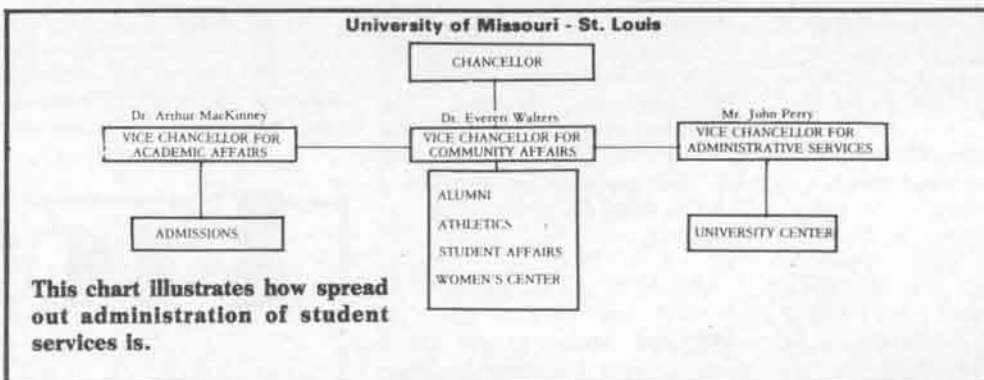 University of Missouri - St. Louis
CHANCELLOR
Dr. Arthur MacKinney
VICE CHANCELLOR FOR
ACADEMIC AFFAIRS
ADMISSIONS
Dr. Everett Walters
VICE CHANCELLOR FOR
COMMUNITY AFFAIRS
ALUMNI
ATHLETICS
STUDENT AFFAIRS
WOMEN'S CENTER
Mr. John Perry
VICE CHANCELLOR FOR
ADMINISTRATIVE SERVICES
UNIVERSITY CENTER
This chart illustrates how spread
out administration of student
services is.